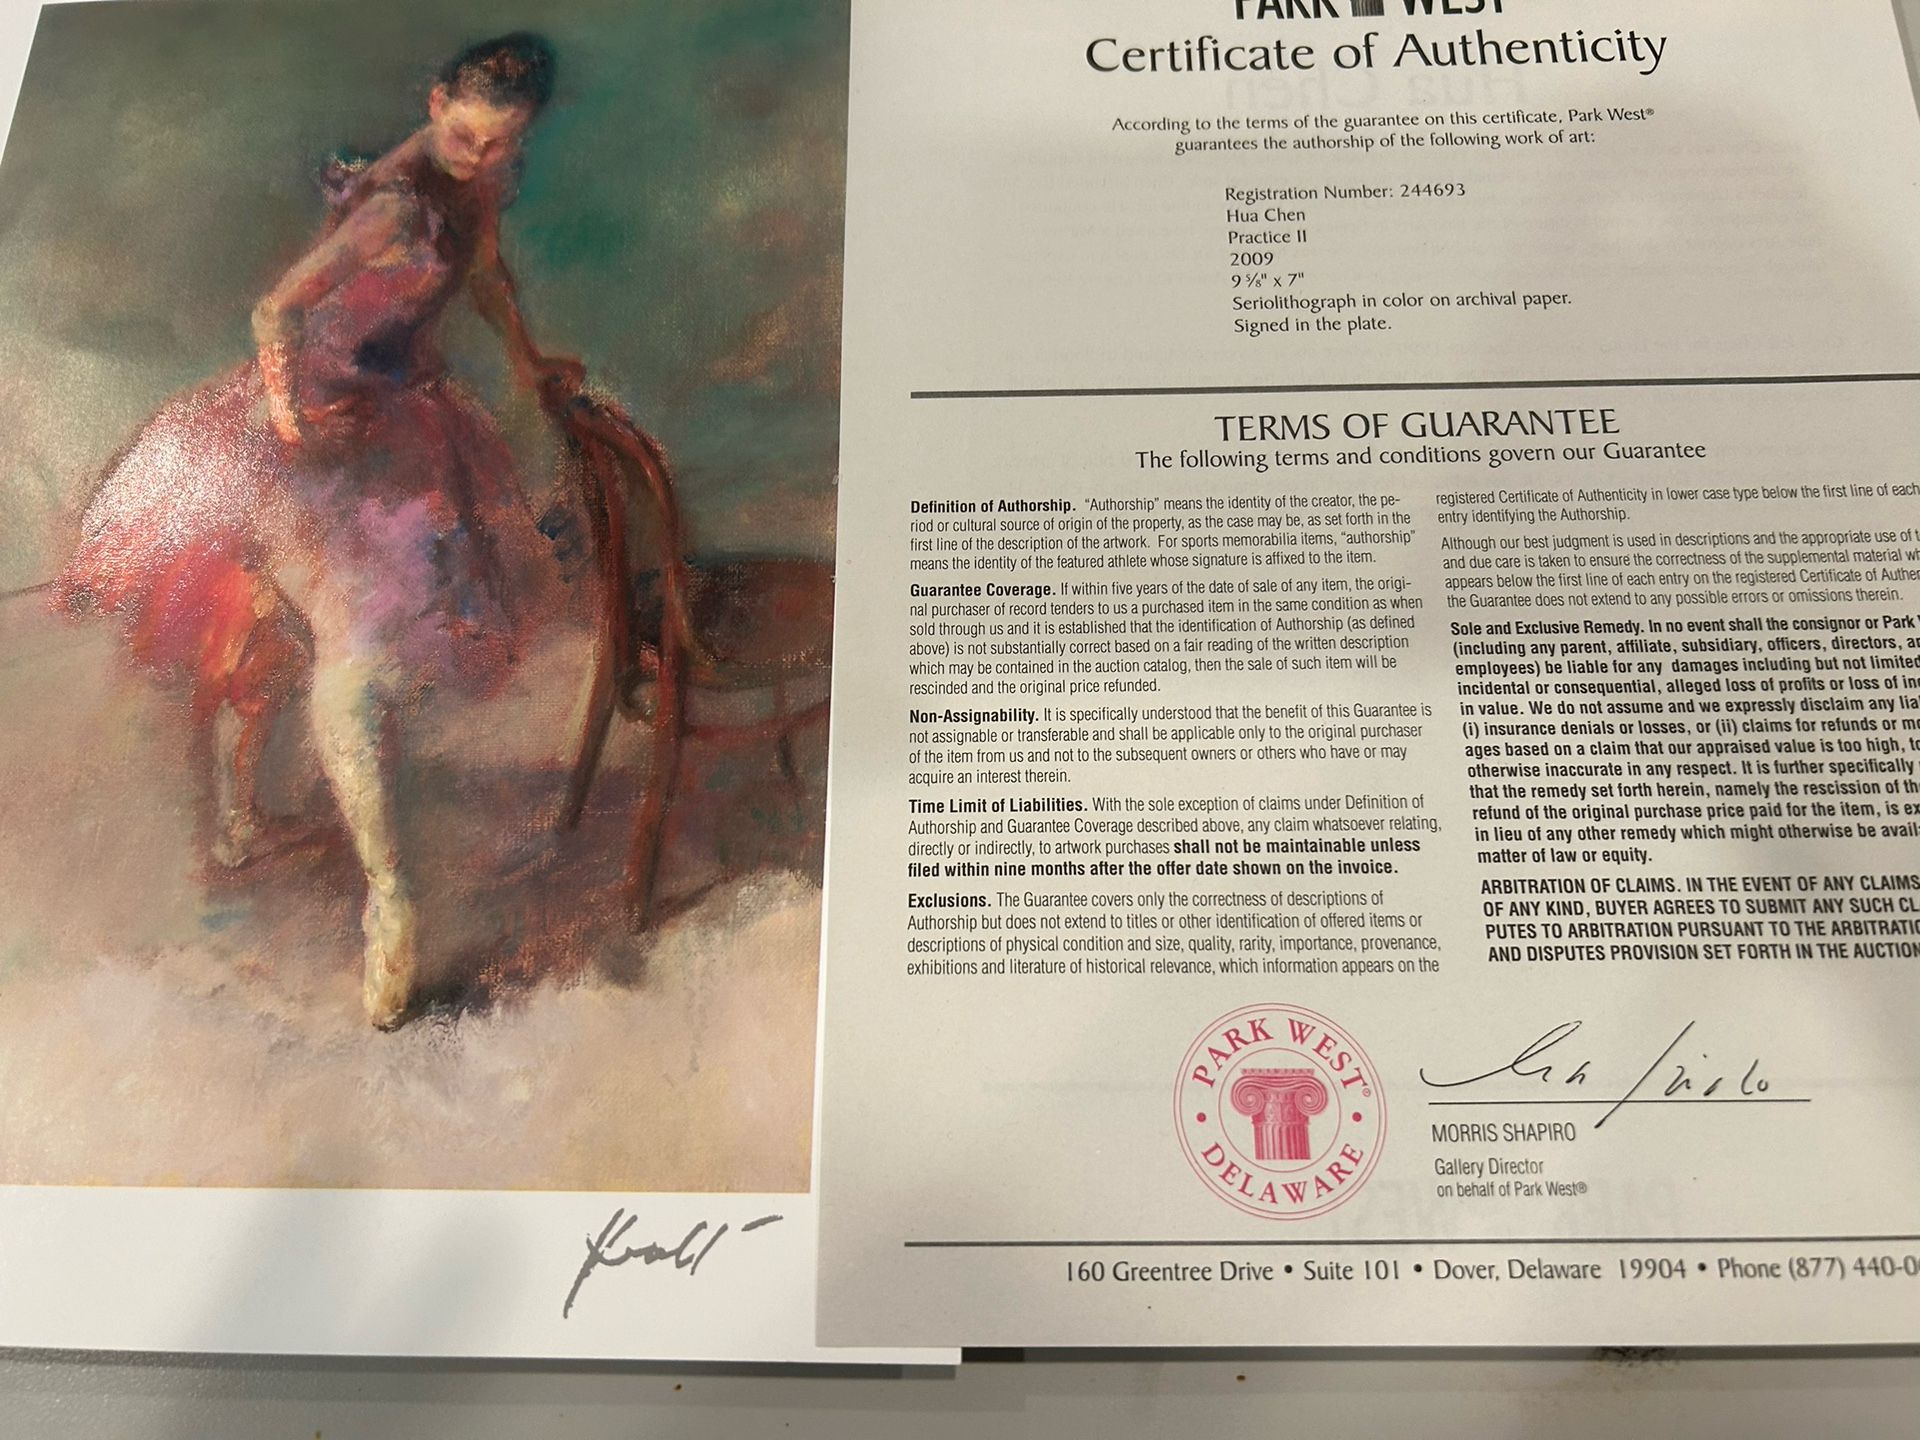 PARK WEST
Certificate of Authenticity
According to the terms of the guarantee on this certificate, Park West®
guarantees the authorship of the following work of art:
Registration Number: 244693
Hua Chen
Practice II
2009
9 ⅝" x 7"
Seriolithograph in color on archival paper.
Signed in the plate.
TERMS OF GUARANTEE
The following terms and conditions govern our Guarantee
Definition of Authorship. "Authorship" means the identity of the creator, the pe-
riod or cultural source of origin of the property, as the case may be, as set forth in the
first line of the description of the artwork. For sports memorabilia items, "authorship"
means the identity of the featured athlete whose signature is affixed to the item.
Guarantee Coverage. If within five years of the date of sale of any item, the origi-
nal purchaser of record tenders to us a purchased item in the same condition as when
sold through us and it is established that the identification of Authorship (as defined
above) is not substantially correct based on a fair reading of the written description
which may be contained in the auction catalog, then the sale of such item will be
rescinded and the original price refunded.
Non-Assignability. It is specifically understood that the benefit of this Guarantee is
not assignable or transferable and shall be applicable only to the original purchaser
of the item from us and not to the subsequent owners or others who have or may
acquire an interest therein.
Time Limit of Liabilities. With the sole exception of claims under Definition of
Authorship and Guarantee Coverage described above, any claim whatsoever relating,
directly or indirectly, to artwork purchases shall not be maintainable unless
filed within nine months after the offer date shown on the invoice.
Exclusions. The Guarantee covers only the correctness of descriptions of
Authorship but does not extend to titles or other identification of offered items or
descriptions of physical condition and size, quality, rarity, importance, provenance,
exhibitions and literature of historical relevance, which information appears on the
registered Certificate of Authenticity in lower case type below the first line of each
entry identifying the Authorship.
Although our best judgment is used in descriptions and the appropriate use of
and due care is taken to ensure the correctness of the supplemental material
appears below the first line of each entry on the registered Certificate of
the Guarantee does not extend to any possible errors or omissions therein.
Sole and Exclusive Remedy. In no event shall the consignor or Park
(including any parent, affiliate, subsidiary, officers, directors,
employees) be liable for any damages including but not limited
incidental or consequential, alleged loss of profits or loss of
in value. We do not assume and we expressly disclaim any
(i) insurance denials or losses, or (ii) claims for refunds or
ages based on a claim that our appraised value is too high,
otherwise inaccurate in any respect. It is further specifically
that the remedy set forth herein, namely the rescission of
refund of the original purchase price paid for the item, is
in lieu of any other remedy which might otherwise be
matter of law or equity.
ARBITRATION OF CLAIMS. IN THE EVENT OF ANY CLAIMS
OF ANY KIND, BUYER AGREES TO SUBMIT ANY SUCH
PUTES TO ARBITRATION PURSUANT TO THE
AND DISPUTES PROVISION SET FORTH IN THE AUCTION
PARK WEST®
DELAWARE
MORRIS SHAPIRO
Gallery Director
on behalf of Park West®
160 Greentree Drive • Suite 101 • Dover, Delaware 19904 • Phone (877) 440-0